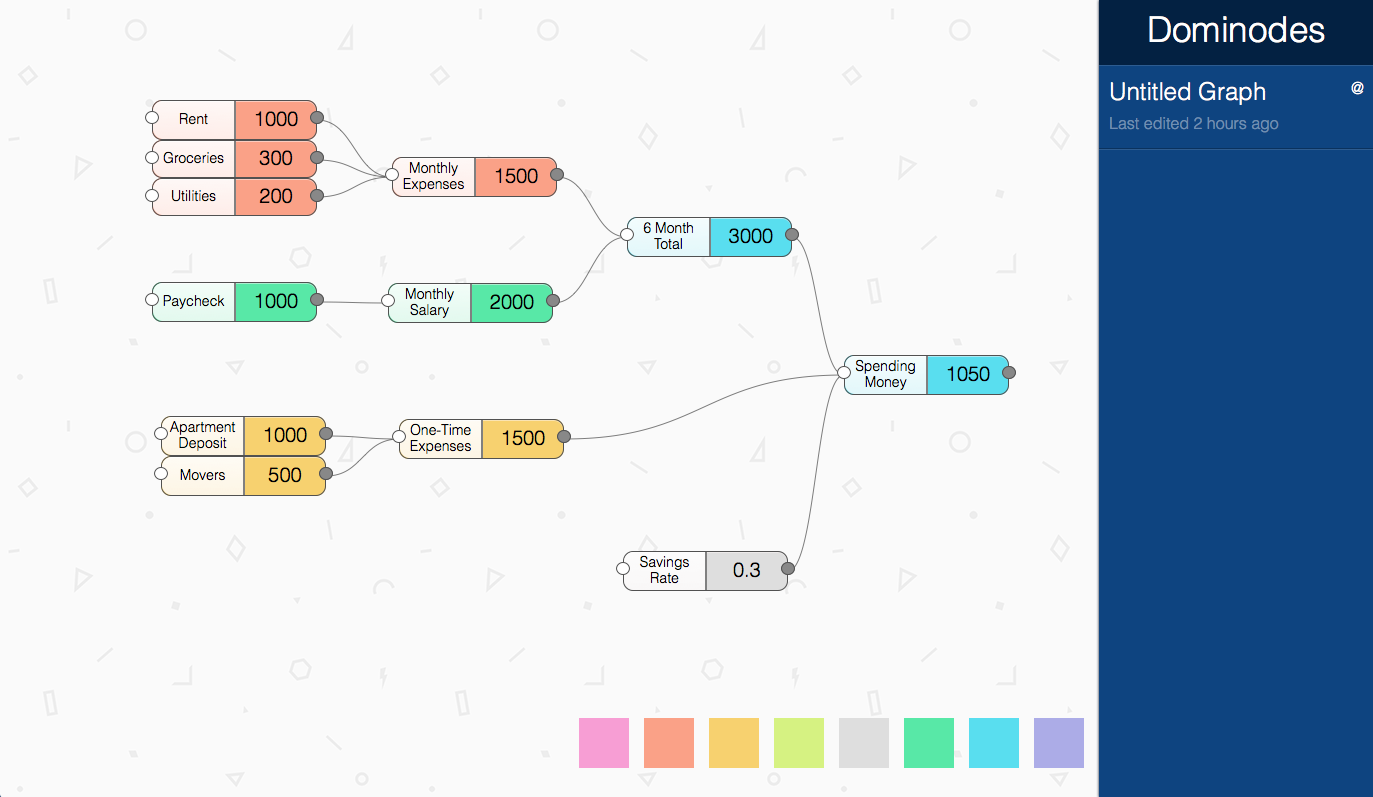 Dominodes
Untitled Graph
@
Last edited 2 hours ago
Rent
1000
Groceries
300
Utilities
200
Monthly
Expenses
1500
6 Month
Total
3000
Paycheck
1000
Monthly
Salary
2000
Spending
Money
1050
Apartment
Deposit
1000
Movers
500
One-Time
Expenses
1500
Savings
Rate
0.3